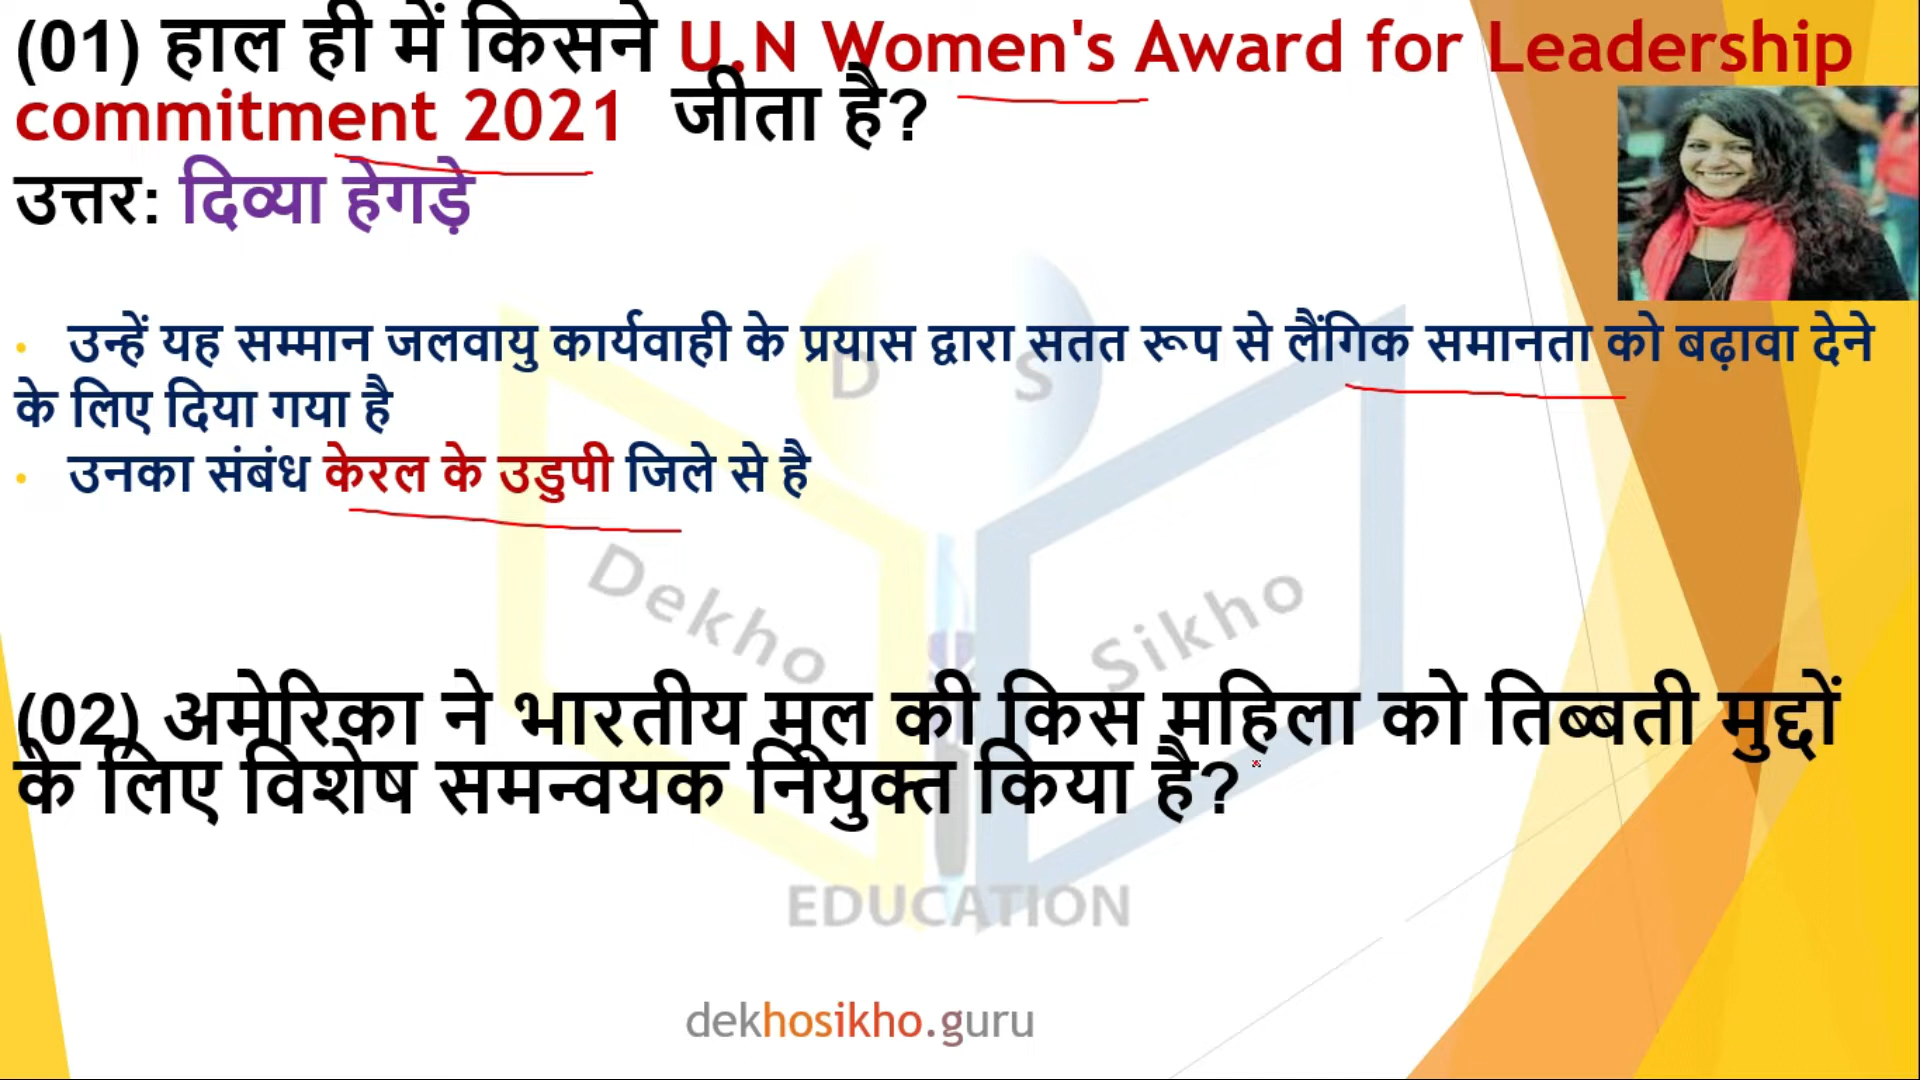 (01) हाल ही में किसने U.N Women's Award for Leadership
commitment 2021 जीता है?
उत्तर: दिव्या हेगड़े
• उन्हें यह सम्मान जलवायु कार्यवाही के प्रयास द्वारा सतत रूप से लैंगिक समानता को बढ़ावा देने
के लिए दिया गया है
• उनका संबंध केरल के उडुपी जिले से है
D S
Dekho Sikho
(02) अमेरिका ने भारतीय मूल की किस महिला को तिब्बती मुद्दों
के लिए विशेष समन्वयक नियुक्त किया है?
EDUCATION
dekhosikho.guru